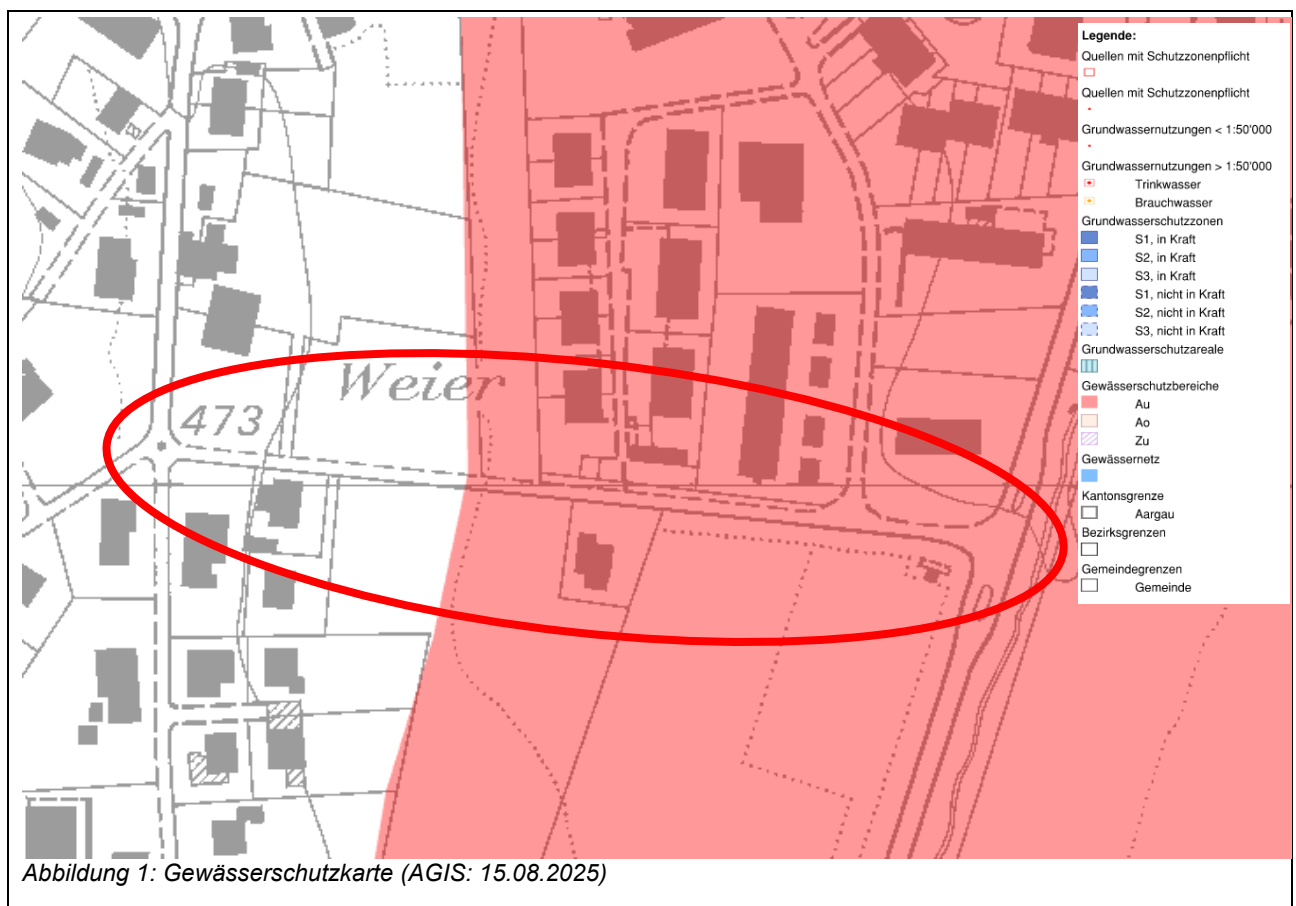 Weier
473
Legende:
Quellen mit Schutzzonenpflicht
Quellen mit Schutzzonenpflicht
Grundwassernutzungen < 1:50'000
Grundwassernutzungen > 1:50'000
Trinkwasser
Brauchwasser
Grundwasserschutzzonen
S1, in Kraft
S2, in Kraft
S3, in Kraft
S1, nicht in Kraft
S2, nicht in Kraft
S3, nicht in Kraft
Grundwasserschutzareale
Gewässerschutzbereiche
Au
Ao
Zu
Gewässernetz
Kantonsgrenze
Aargau
Bezirksgrenzen
Gemeindegrenzen
Gemeinde
Abbildung 1: Gewässerschutzkarte (AGIS: 15.08.2025)